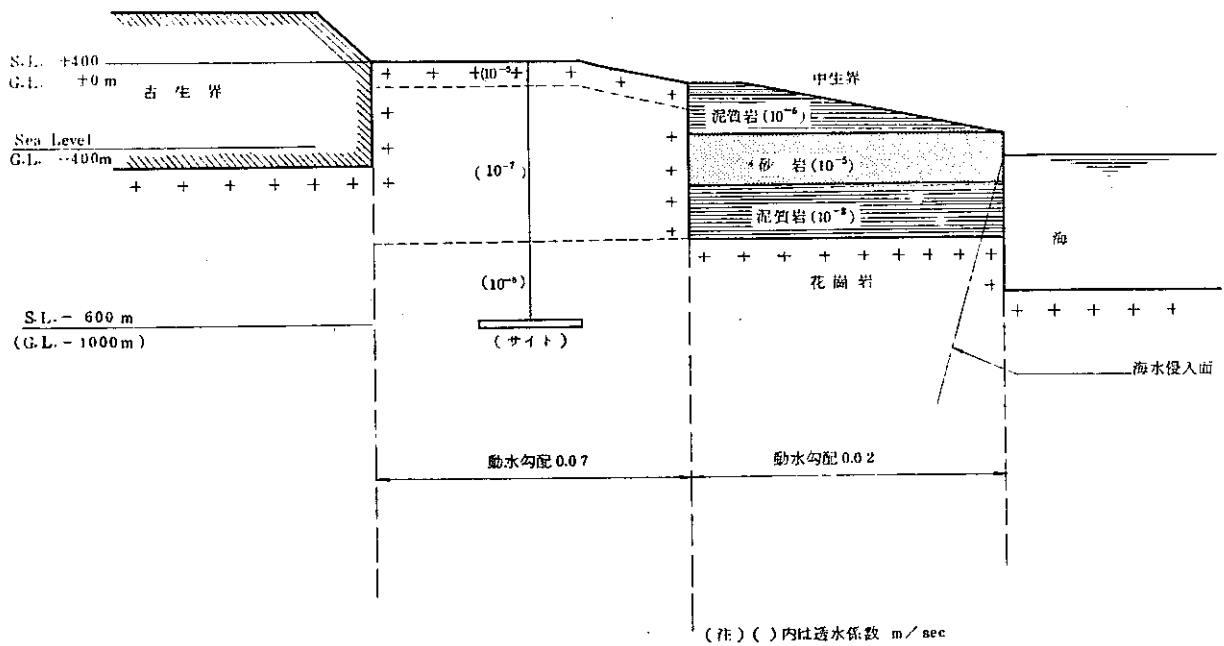 S.L. +400
G.L. ±0 m
古生界
Sea Level
G.L. -400m
S.L. - 600 m
(G.L. - 1000m)
(10⁻⁵)
(10⁻⁷)
(サイト)
中生界
泥質岩(10⁻⁶)
砂 岩(10⁻⁵)
泥質岩(10⁻⁸)
花崗岩
海
海水侵入面
動水勾配 0.07
動水勾配 0.02
(注) ( )内は透水係数 m/sec